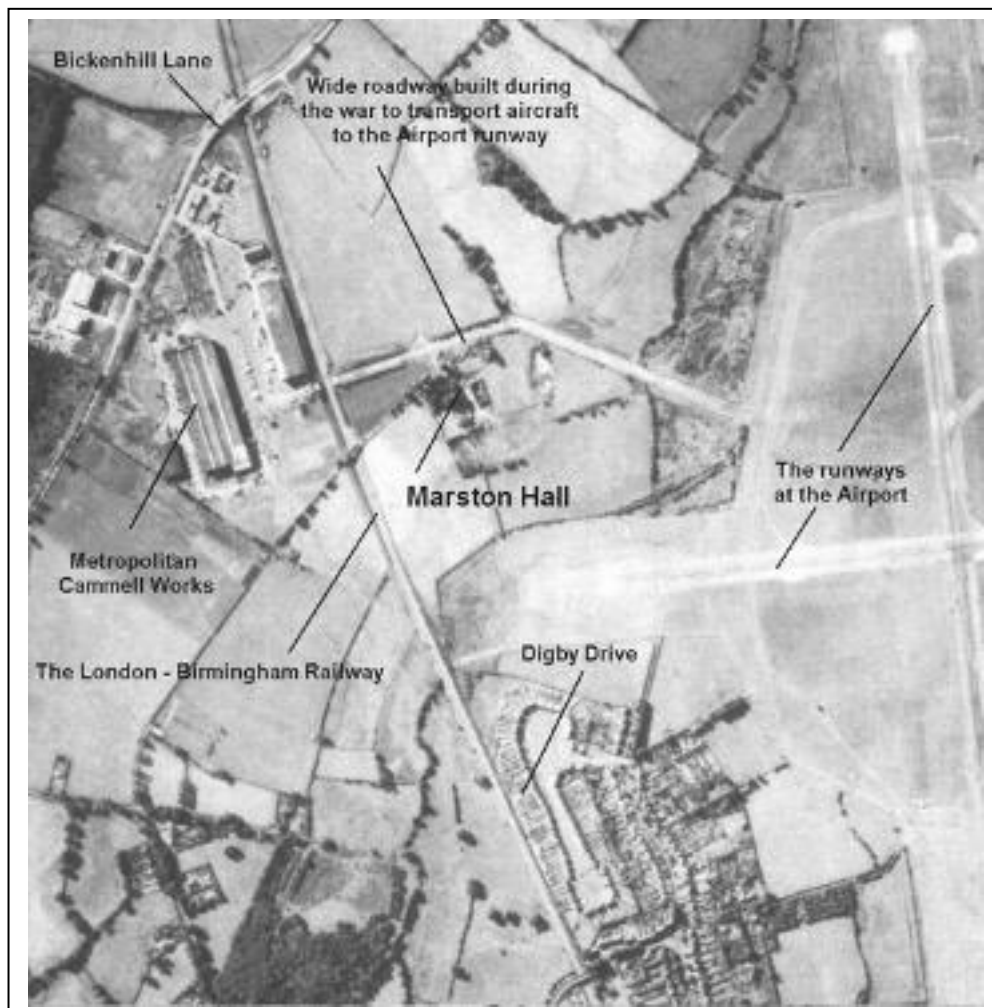 Bickenhill Lane
Wide roadway built during
the war to transport aircraft
to the Airport runway
Marston Hall
The runways
at the Airport
Metropolitan
Cammell Works
The London - Birmingham Railway
Digby Drive